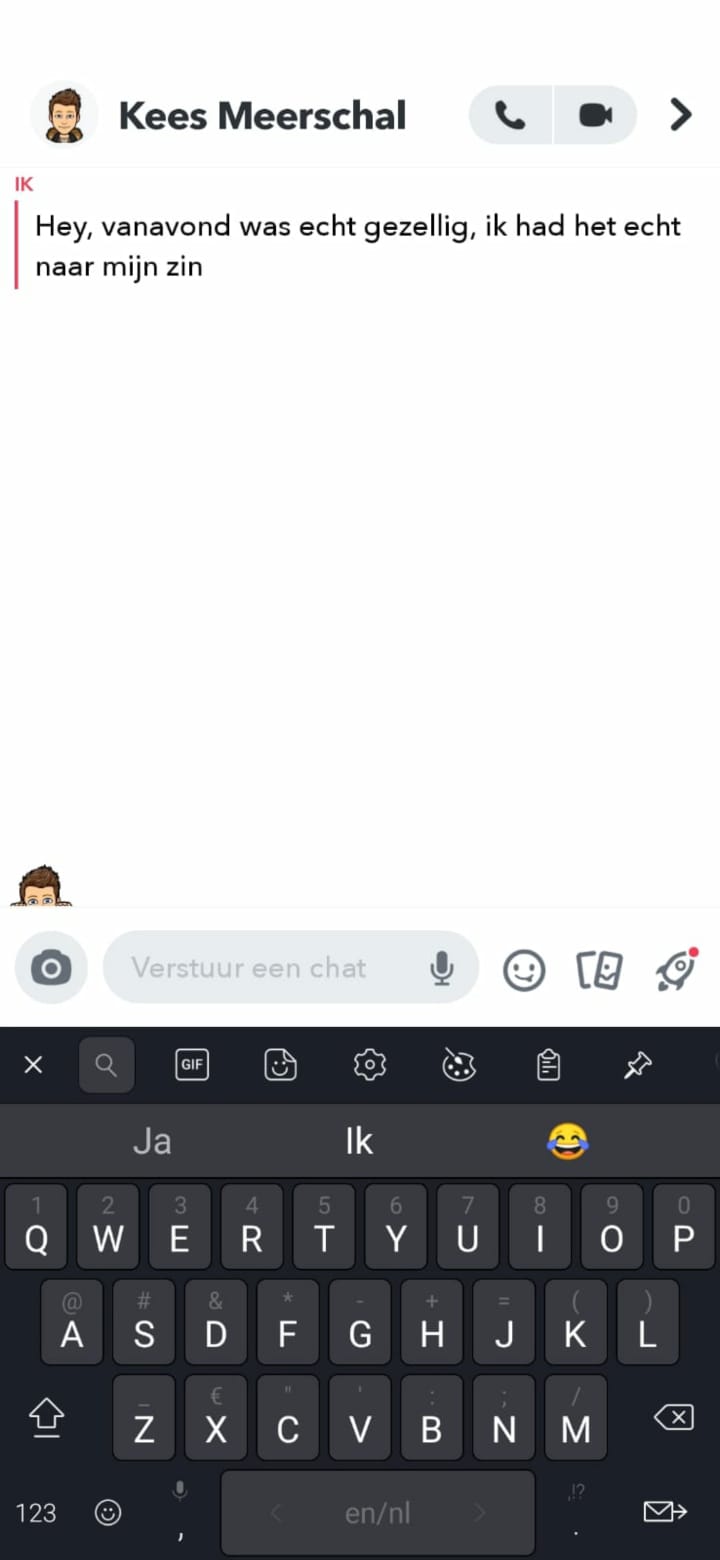 Kees Meerschal
IK
Hey, vanavond was echt gezellig, ik had het echt
naar mijn zin
Verstuur een chat
GIF
Ja Ik 😂
1 2 3 4 5 6 7 8 9 0
Q W E R T Y U I O P
@ # & * - + = ( )
A S D F G H J K L
_ € " ' : ; /
Z X C V B N M
123 , < en/nl > ,!? .